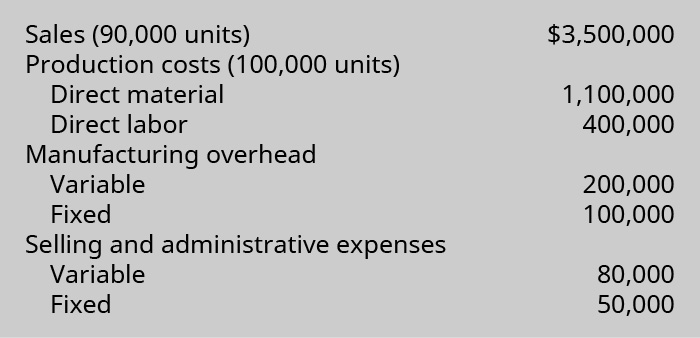 Sales (90,000 units) $3,500,000
Production costs (100,000 units)
Direct material 1,100,000
Direct labor 400,000
Manufacturing overhead
Variable 200,000
Fixed 100,000
Selling and administrative expenses
Variable 80,000
Fixed 50,000